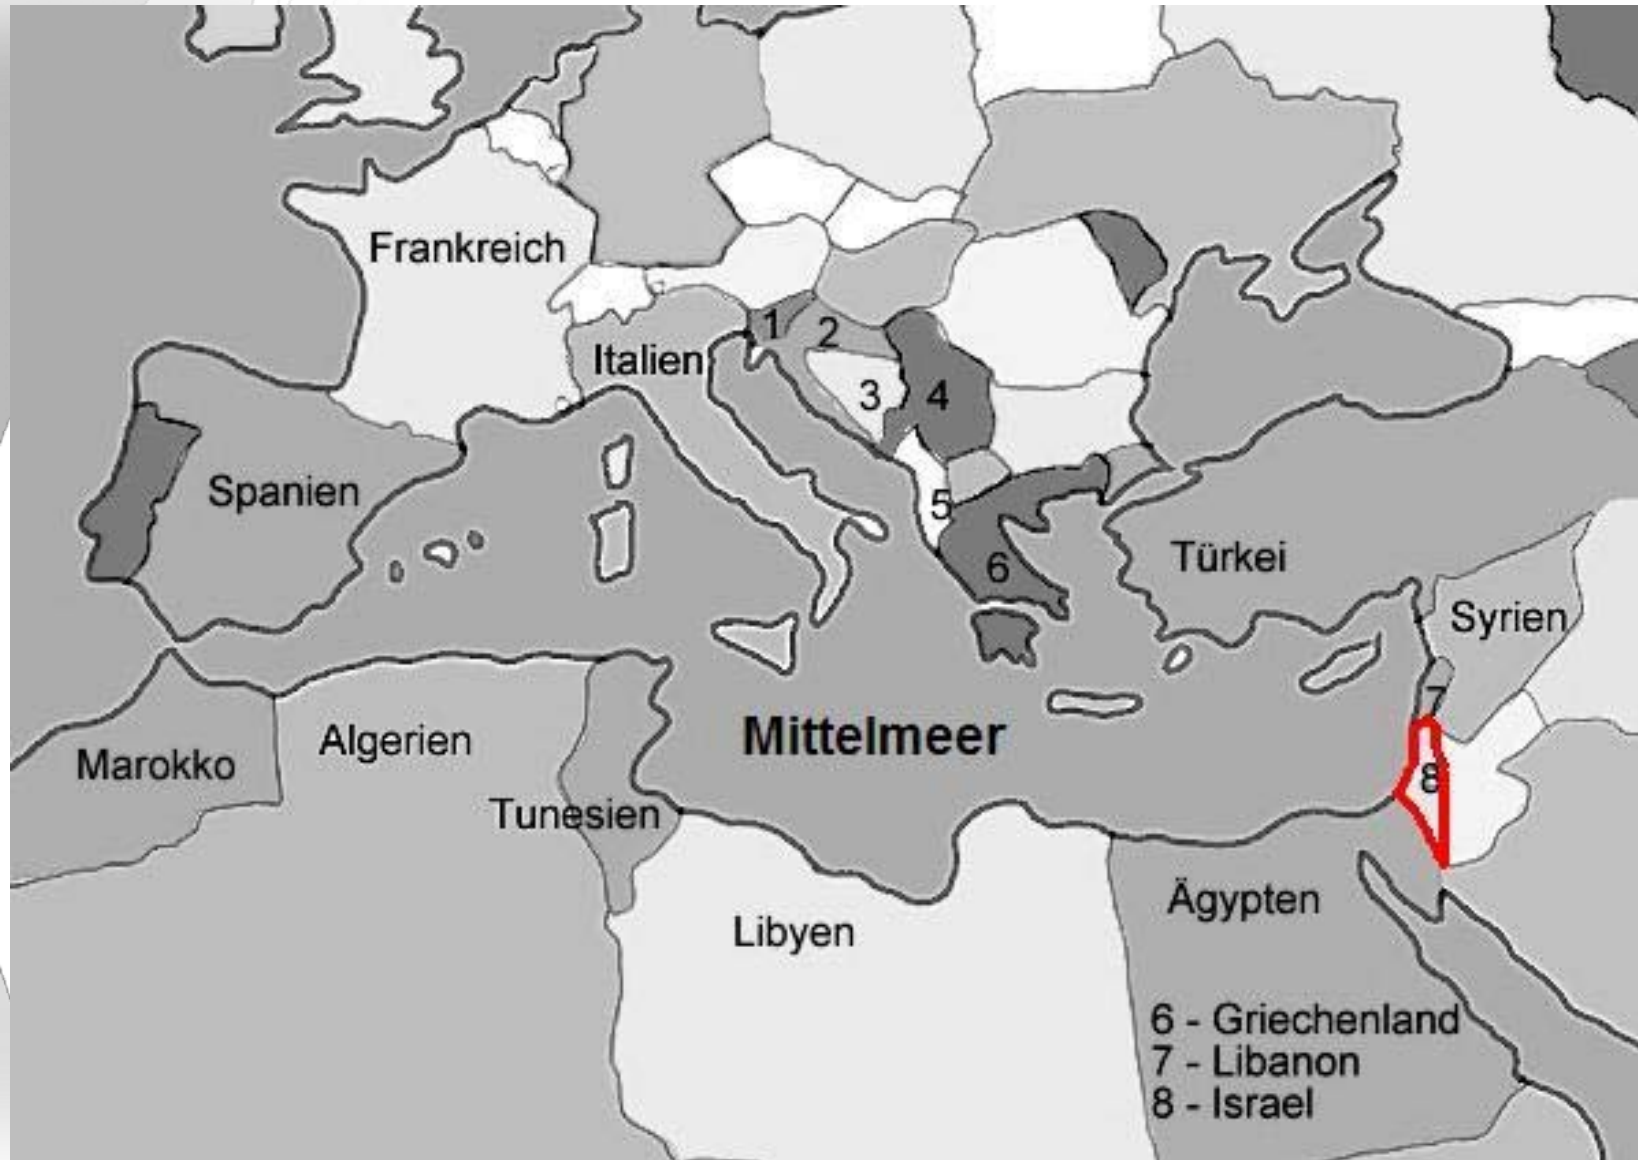 Frankreich
1
2
Italien
3
4
Spanien
5
6
Türkei
Syrien
7
Mittelmeer
Algerien
Marokko
8
Tunesien
Ägypten
Libyen
6 - Griechenland
7 - Libanon
8 - Israel